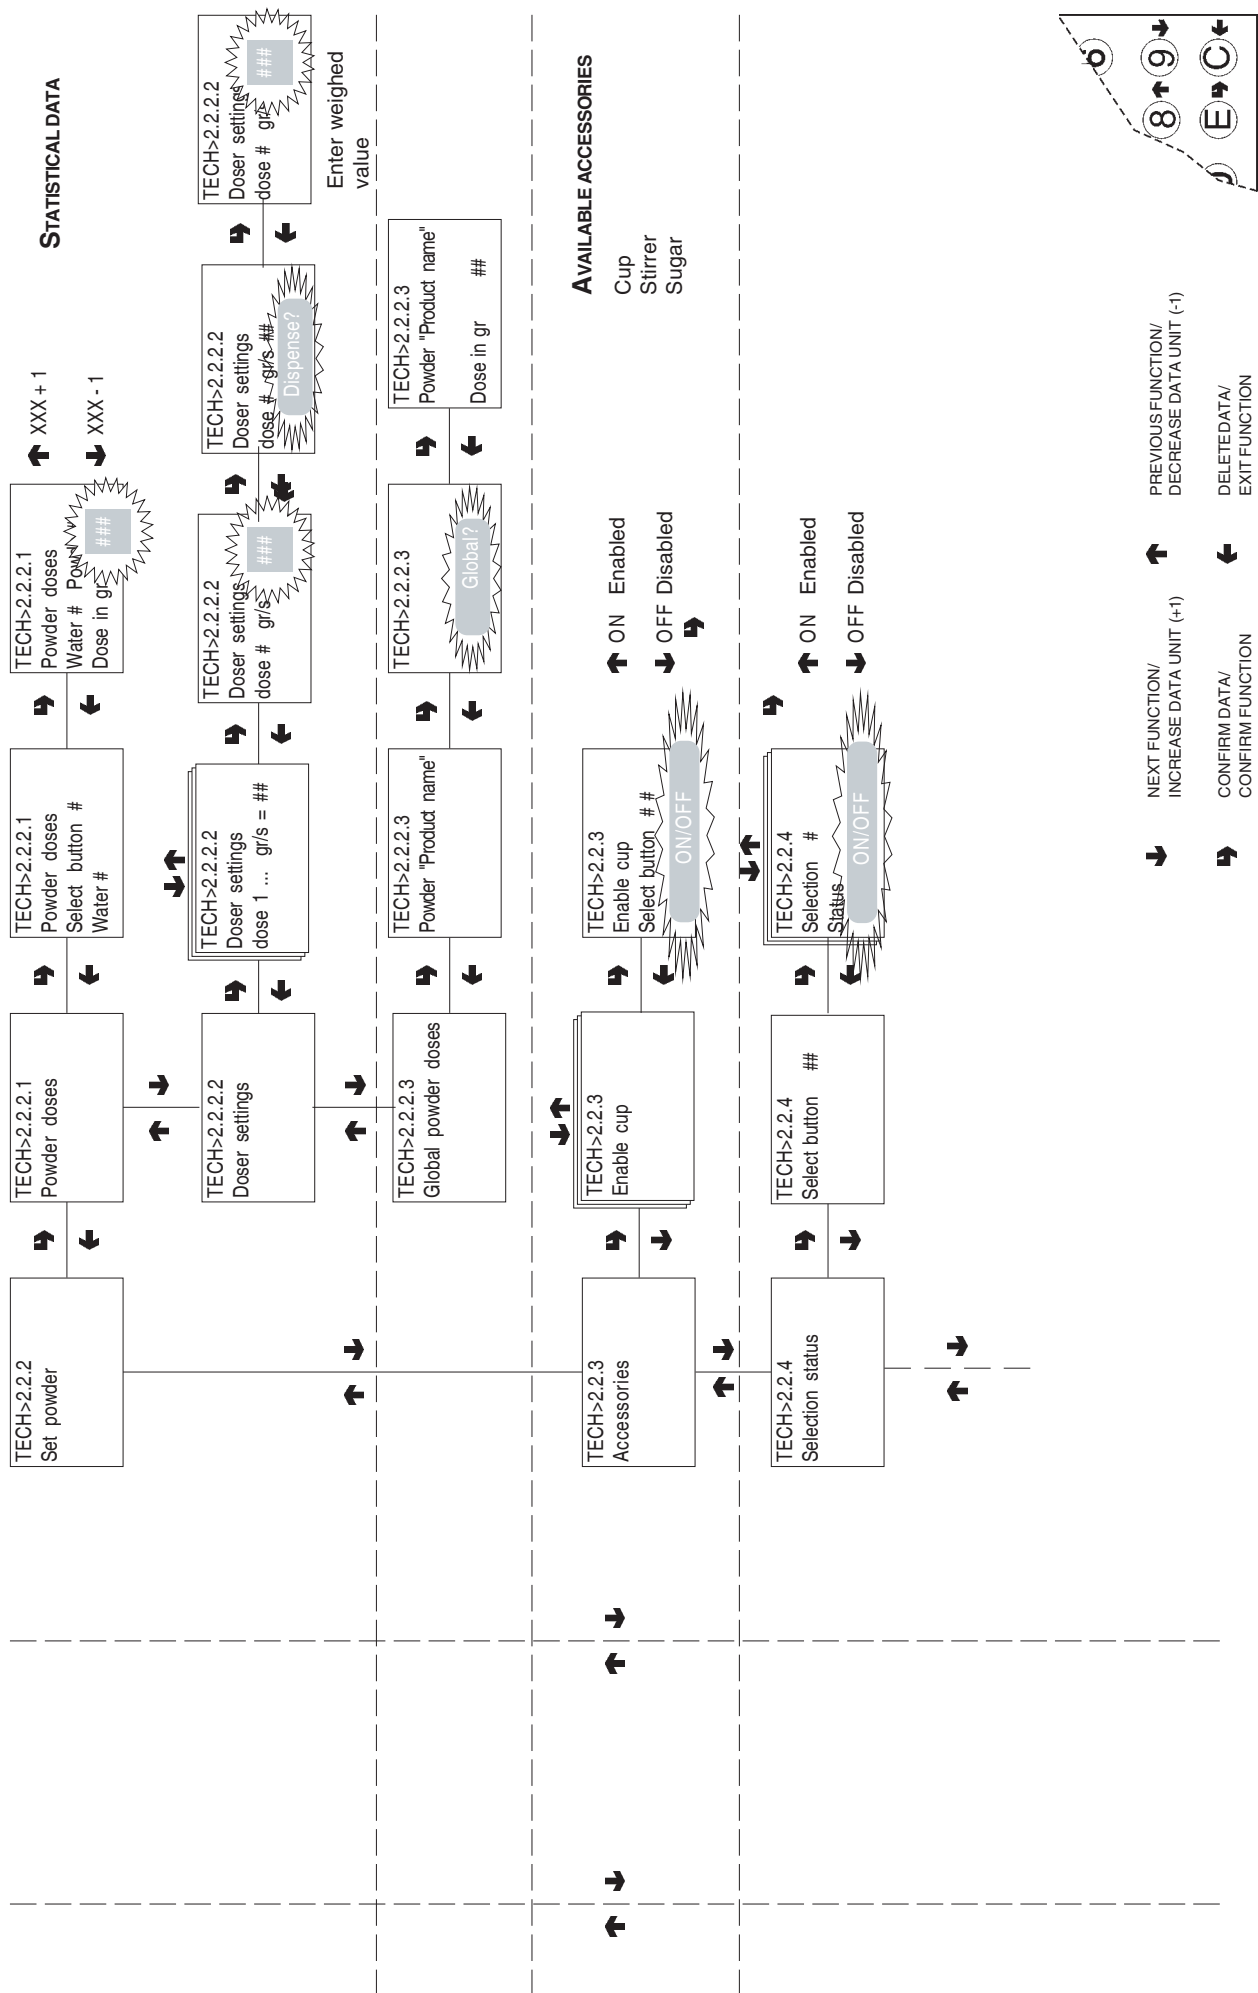 STATISTICAL DATA
TECH>2.2.2
Set powder
TECH>2.2.2.1
Powder doses
TECH>2.2.2.1
Powder doses
Select button #
Water #
TECH>2.2.2.1
Powder doses
Water # Pow
Dose in gr
###
XXX + 1
XXX - 1
TECH>2.2.2.2
Doser settings
TECH>2.2.2.2
Doser settings
dose 1 ... gr/s = ##
TECH>2.2.2.2
Doser settings
dose # gr/s
###
TECH>2.2.2.2
Doser settings
dose # gr/s ##
Dispense?
TECH>2.2.2.2
Doser settings
dose # gr/s
###
Enter weighed
value
TECH>2.2.2.3
Global powder doses
TECH>2.2.2.3
Powder "Product name"
TECH>2.2.2.3
Global?
TECH>2.2.2.3
Powder "Product name"
Dose in gr ##
AVAILABLE ACCESSORIES
Cup
Stirrer
Sugar
TECH>2.2.3
Accessories
TECH>2.2.3
Enable cup
TECH>2.2.3
Enable cup
Select button # #
ON/OFF
ON Enabled
OFF Disabled
TECH>2.2.4
Selection status
TECH>2.2.4
Select button ##
TECH>2.2.4
Selection #
Status
ON/OFF
ON Enabled
OFF Disabled
NEXT FUNCTION/
INCREASE DATA UNIT (+1)
PREVIOUS FUNCTION/
DECREASE DATA UNIT (-1)
CONFIRM DATA/
CONFIRM FUNCTION
DELETE DATA/
EXIT FUNCTION
6
8 9
E C